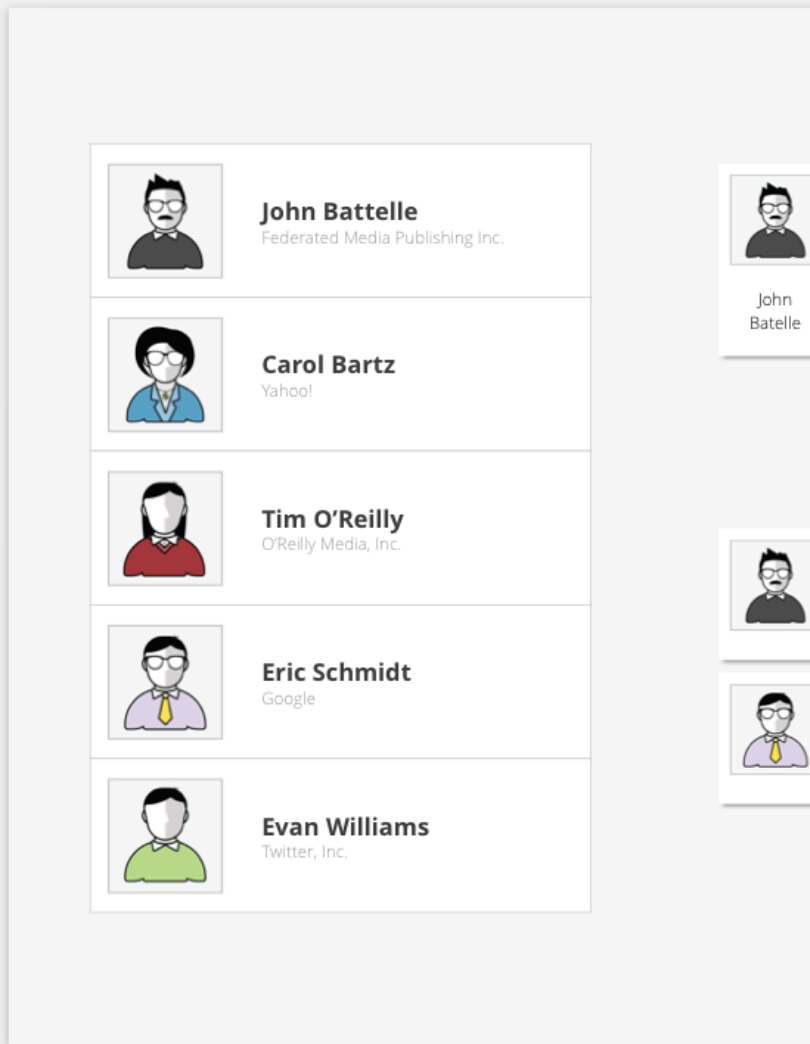 John Battelle
Federated Media Publishing Inc.
Carol Bartz
Yahoo!
Tim O’Reilly
O’Reilly Media, Inc.
Eric Schmidt
Google
Evan Williams
Twitter, Inc.
John
Batelle